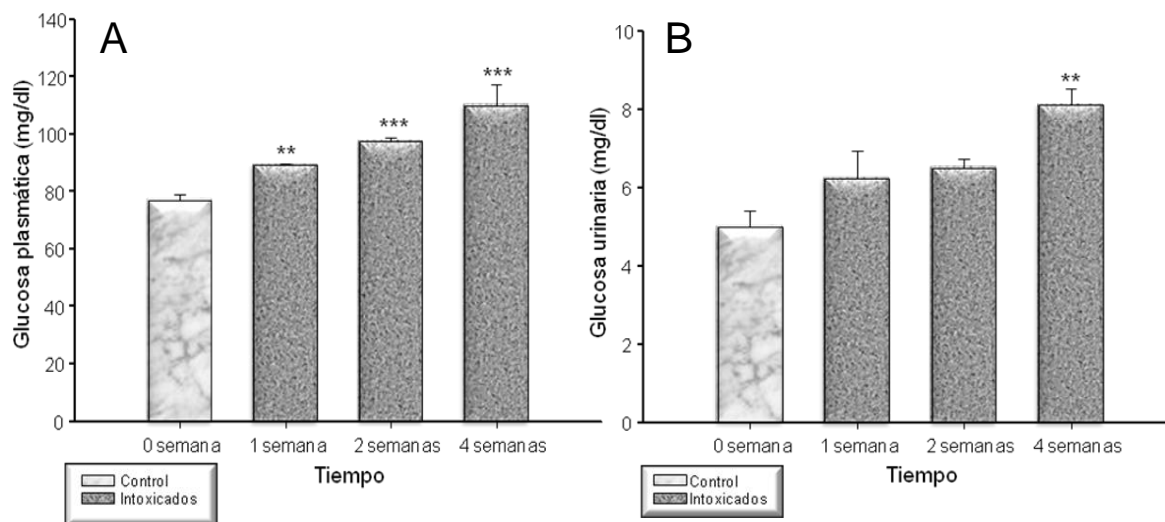 A
Glucosa plasmática (mg/dl)
140
120
100
80
60
40
20
0
**
***
***
0 semana
1 semana
2 semanas
4 semanas
Tiempo
Control
Intoxicados
B
Glucosa urinaria (mg/dl)
10
8
6
4
2
0
**
0 semana
1 semana
2 semanas
4 semanas
Tiempo
Control
Intoxicados